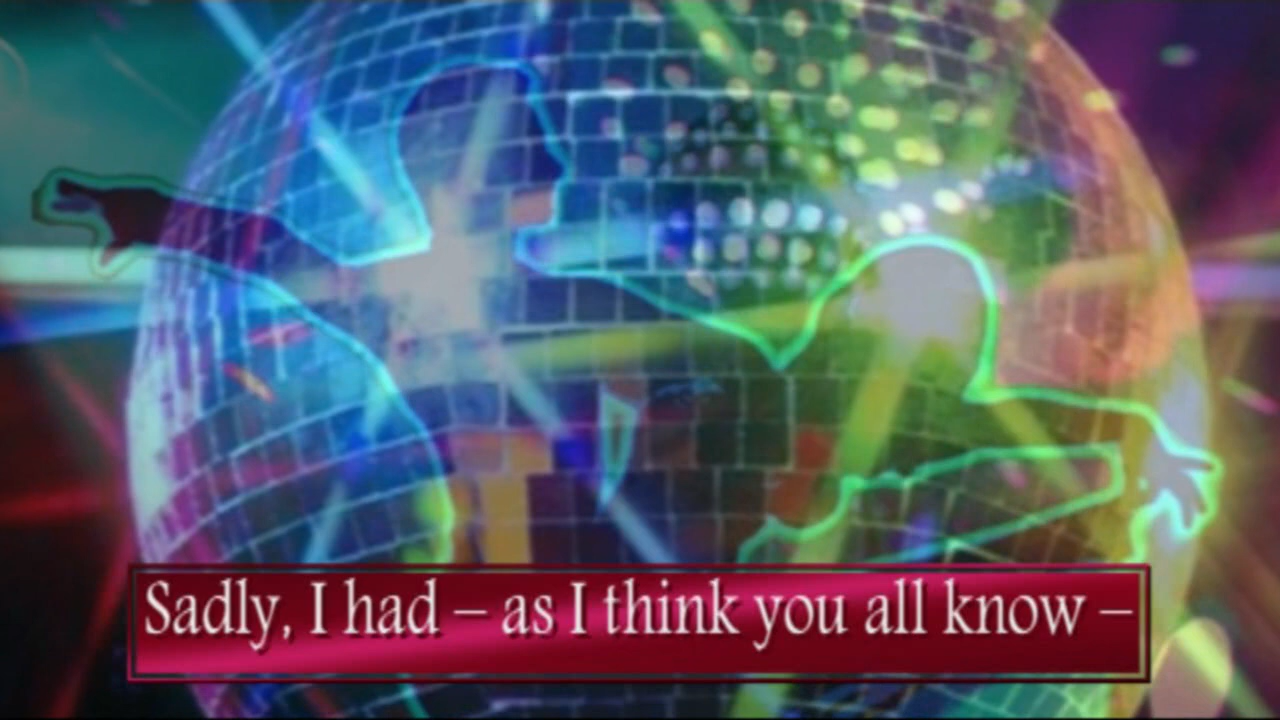 Sadly, I had – as I think you all know –